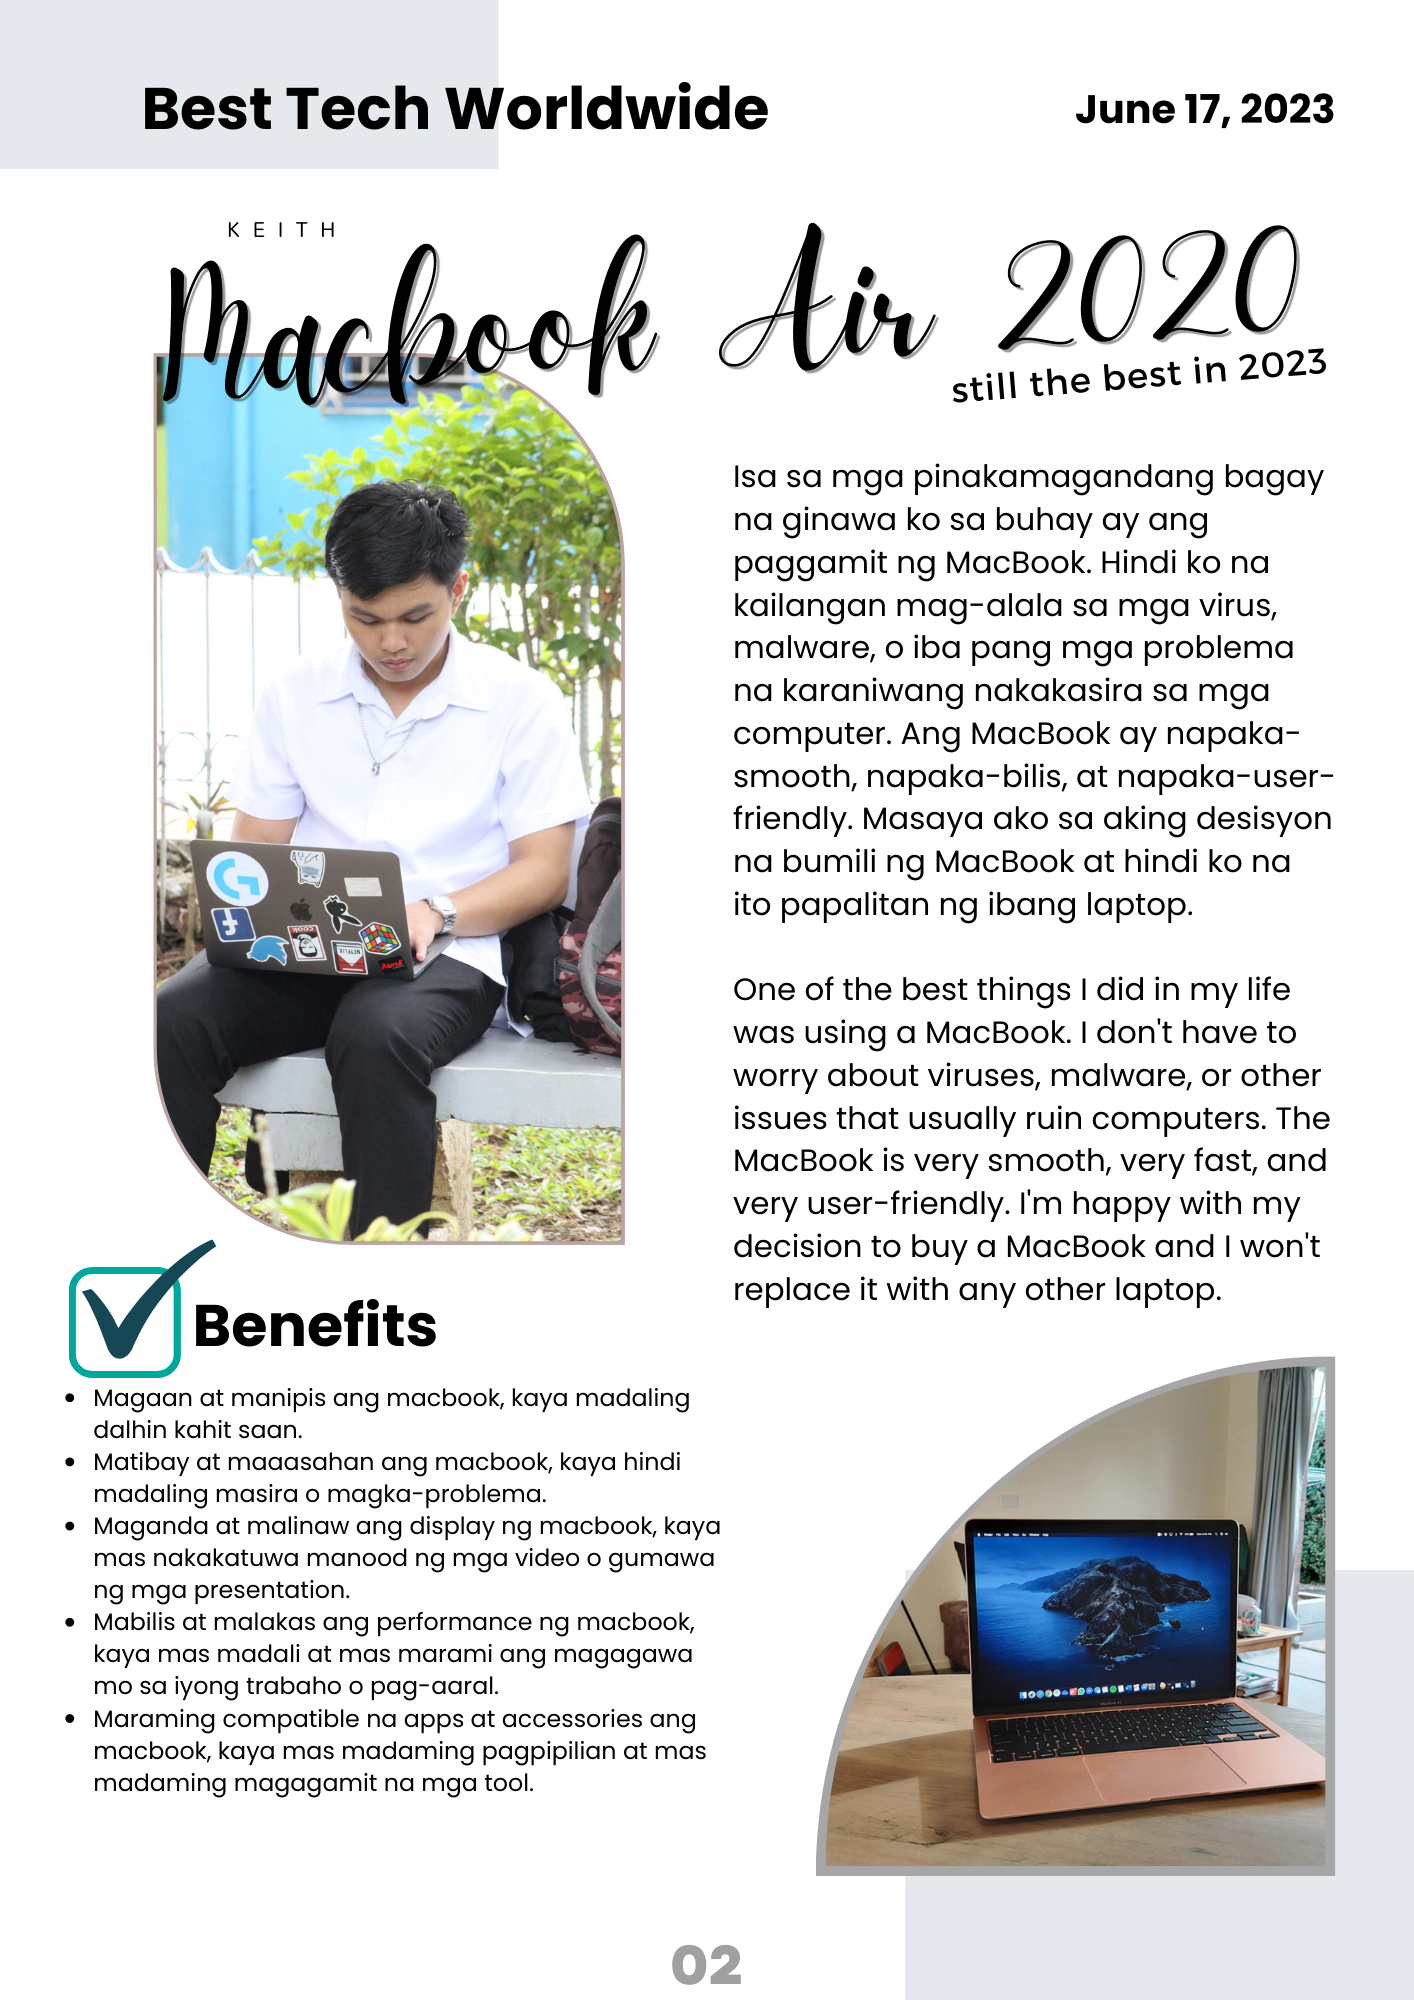 Best Tech Worldwide
June 17, 2023
KEITH
Macbook Air 2020
still the best in 2023
Isa sa mga pinakamagandang bagay
na ginawa ko sa buhay ay ang
paggamit ng MacBook. Hindi ko na
kailangan mag-alala sa mga virus,
malware, o iba pang mga problema
na karaniwang nakakasira sa mga
computer. Ang MacBook ay napaka-
smooth, napaka-bilis, at napaka-user-
friendly. Masaya ako sa aking desisyon
na bumili ng MacBook at hindi ko na
ito papalitan ng ibang laptop.
One of the best things I did in my life
was using a MacBook. I don't have to
worry about viruses, malware, or other
issues that usually ruin computers. The
MacBook is very smooth, very fast, and
very user-friendly. I'm happy with my
decision to buy a MacBook and I won't
replace it with any other laptop.
NETFLIX
Benefits
• Magaan at manipis ang macbook, kaya madaling
dalhin kahit saan.
• Matibay at maaasahan ang macbook, kaya hindi
madaling masira o magka-problema.
• Maganda at malinaw ang display ng macbook, kaya
mas nakakatuwa manood ng mga video o gumawa
ng mga presentation.
• Mabilis at malakas ang performance ng macbook,
kaya mas madali at mas marami ang magagawa
mo sa iyong trabaho o pag-aaral.
• Maraming compatible na apps at accessories ang
macbook, kaya mas madaming pagpipilian at mas
madaming magagamit na mga tool.
02